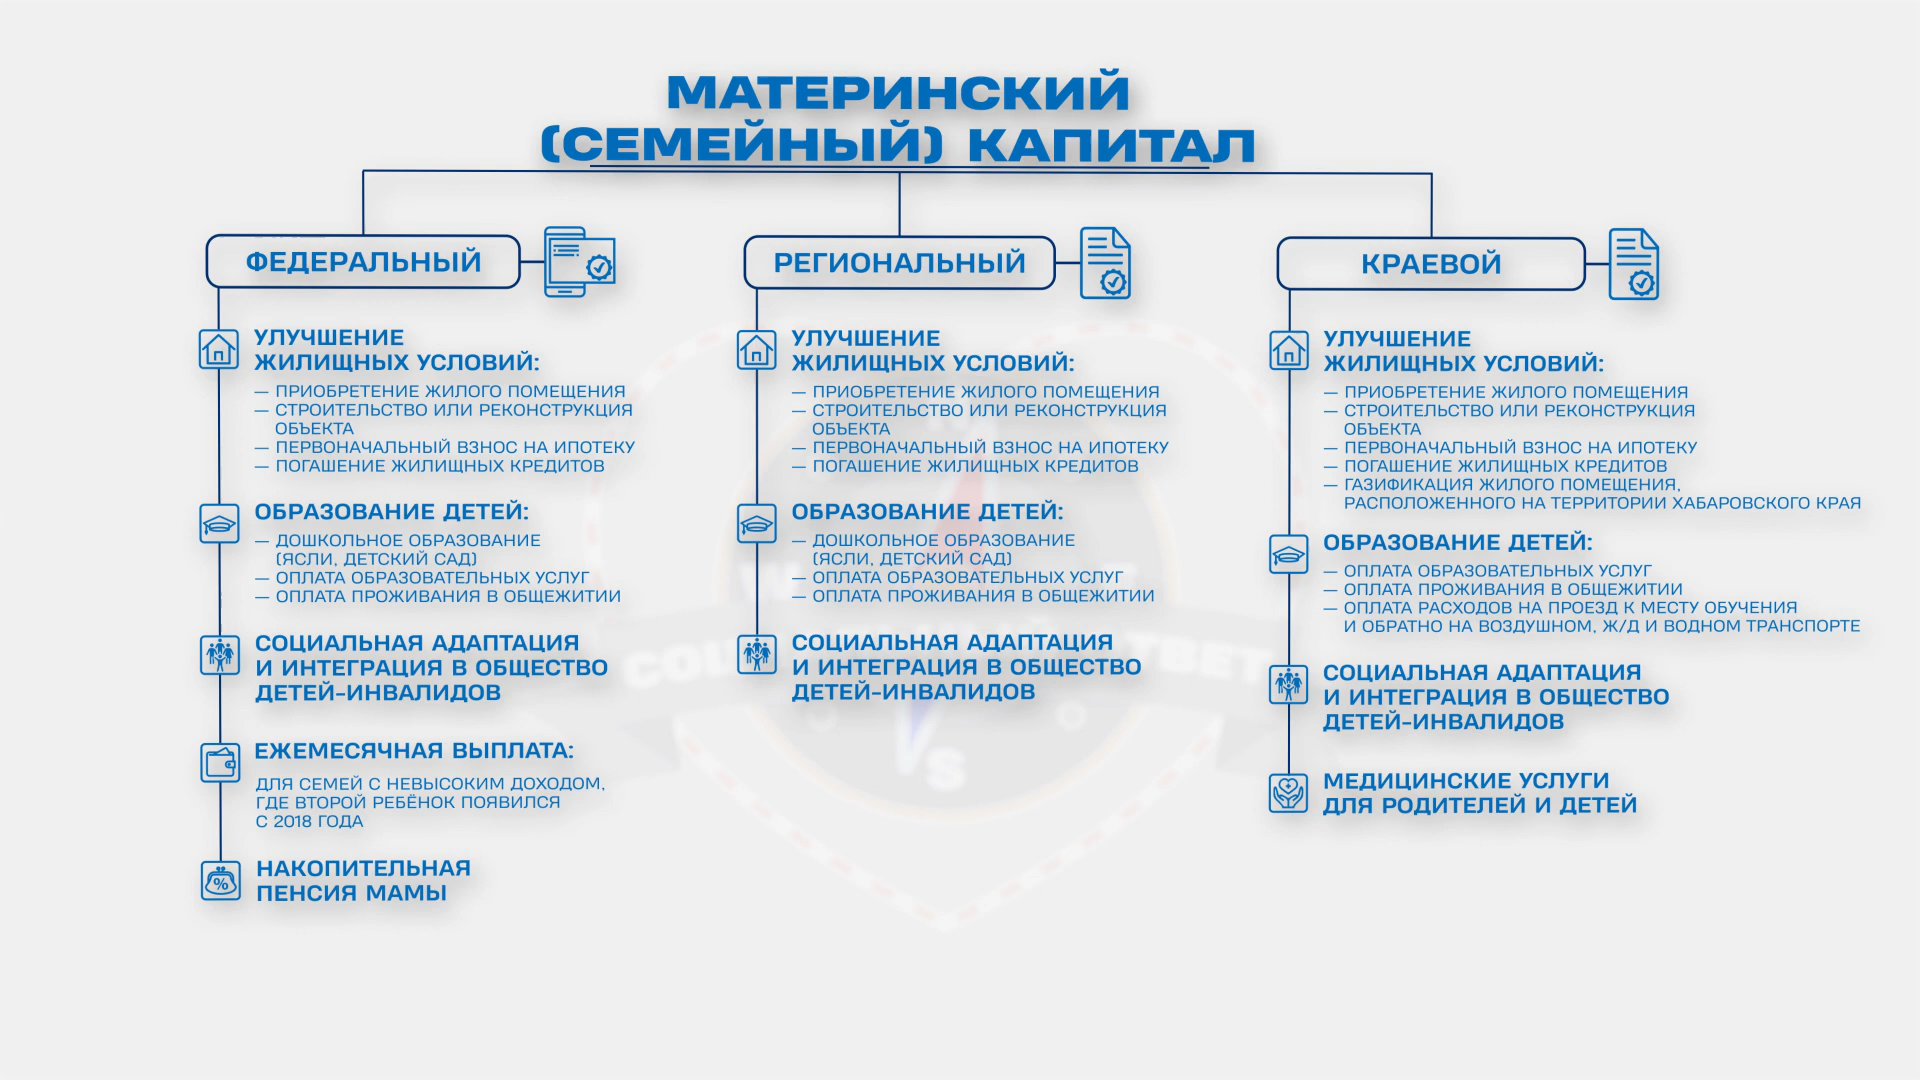 МАТЕРИНСКИЙ
(СЕМЕЙНЫЙ) КАПИТАЛ
ФЕДЕРАЛЬНЫЙ
УЛУЧШЕНИЕ
ЖИЛИЩНЫХ УСЛОВИЙ:
— ПРИОБРЕТЕНИЕ ЖИЛОГО ПОМЕЩЕНИЯ
— СТРОИТЕЛЬСТВО ИЛИ РЕКОНСТРУКЦИЯ
ОБЪЕКТА
— ПЕРВОНАЧАЛЬНЫЙ ВЗНОС НА ИПОТЕКУ
— ПОГАШЕНИЕ ЖИЛИЩНЫХ КРЕДИТОВ
ОБРАЗОВАНИЕ ДЕТЕЙ:
— ДОШКОЛЬНОЕ ОБРАЗОВАНИЕ
(ЯСЛИ, ДЕТСКИЙ САД)
— ОПЛАТА ОБРАЗОВАТЕЛЬНЫХ УСЛУГ
— ОПЛАТА ПРОЖИВАНИЯ В ОБЩЕЖИТИИ
СОЦИАЛЬНАЯ АДАПТАЦИЯ
И ИНТЕГРАЦИЯ В ОБЩЕСТВО
ДЕТЕЙ-ИНВАЛИДОВ
ЕЖЕМЕСЯЧНАЯ ВЫПЛАТА:
ДЛЯ СЕМЕЙ С НЕВЫСОКИМ ДОХОДОМ,
ГДЕ ВТОРОЙ РЕБЁНОК ПОЯВИЛСЯ
С 2018 ГОДА
%
НАКОПИТЕЛЬНАЯ
ПЕНСИЯ МАМЫ
РЕГИОНАЛЬНЫЙ
УЛУЧШЕНИЕ
ЖИЛИЩНЫХ УСЛОВИЙ:
— ПРИОБРЕТЕНИЕ ЖИЛОГО ПОМЕЩЕНИЯ
— СТРОИТЕЛЬСТВО ИЛИ РЕКОНСТРУКЦИЯ
ОБЪЕКТА
— ПЕРВОНАЧАЛЬНЫЙ ВЗНОС НА ИПОТЕКУ
— ПОГАШЕНИЕ ЖИЛИЩНЫХ КРЕДИТОВ
ОБРАЗОВАНИЕ ДЕТЕЙ:
— ДОШКОЛЬНОЕ ОБРАЗОВАНИЕ
(ЯСЛИ, ДЕТСКИЙ САД)
— ОПЛАТА ОБРАЗОВАТЕЛЬНЫХ УСЛУГ
— ОПЛАТА ПРОЖИВАНИЯ В ОБЩЕЖИТИИ
СОЦИАЛЬНАЯ АДАПТАЦИЯ
И ИНТЕГРАЦИЯ В ОБЩЕСТВО
ДЕТЕЙ-ИНВАЛИДОВ
КРАЕВОЙ
УЛУЧШЕНИЕ
ЖИЛИЩНЫХ УСЛОВИЙ:
— ПРИОБРЕТЕНИЕ ЖИЛОГО ПОМЕЩЕНИЯ
— СТРОИТЕЛЬСТВО ИЛИ РЕКОНСТРУКЦИЯ
ОБЪЕКТА
— ПЕРВОНАЧАЛЬНЫЙ ВЗНОС НА ИПОТЕКУ
— ПОГАШЕНИЕ ЖИЛИЩНЫХ КРЕДИТОВ
— ГАЗИФИКАЦИЯ ЖИЛОГО ПОМЕЩЕНИЯ,
РАСПОЛОЖЕННОГО НА ТЕРРИТОРИИ ХАБАРОВСКОГО КРАЯ
ОБРАЗОВАНИЕ ДЕТЕЙ:
— ОПЛАТА ОБРАЗОВАТЕЛЬНЫХ УСЛУГ
— ОПЛАТА ПРОЖИВАНИЯ В ОБЩЕЖИТИИ
— ОПЛАТА РАСХОДОВ НА ПРОЕЗД К МЕСТУ ОБУЧЕНИЯ
И ОБРАТНО НА ВОЗДУШНОМ, Ж/Д И ВОДНОМ ТРАНСПОРТЕ
СОЦИАЛЬНАЯ АДАПТАЦИЯ
И ИНТЕГРАЦИЯ В ОБЩЕСТВО
ДЕТЕЙ-ИНВАЛИДОВ
МЕДИЦИНСКИЕ УСЛУГИ
ДЛЯ РОДИТЕЛЕЙ И ДЕТЕЙ
S